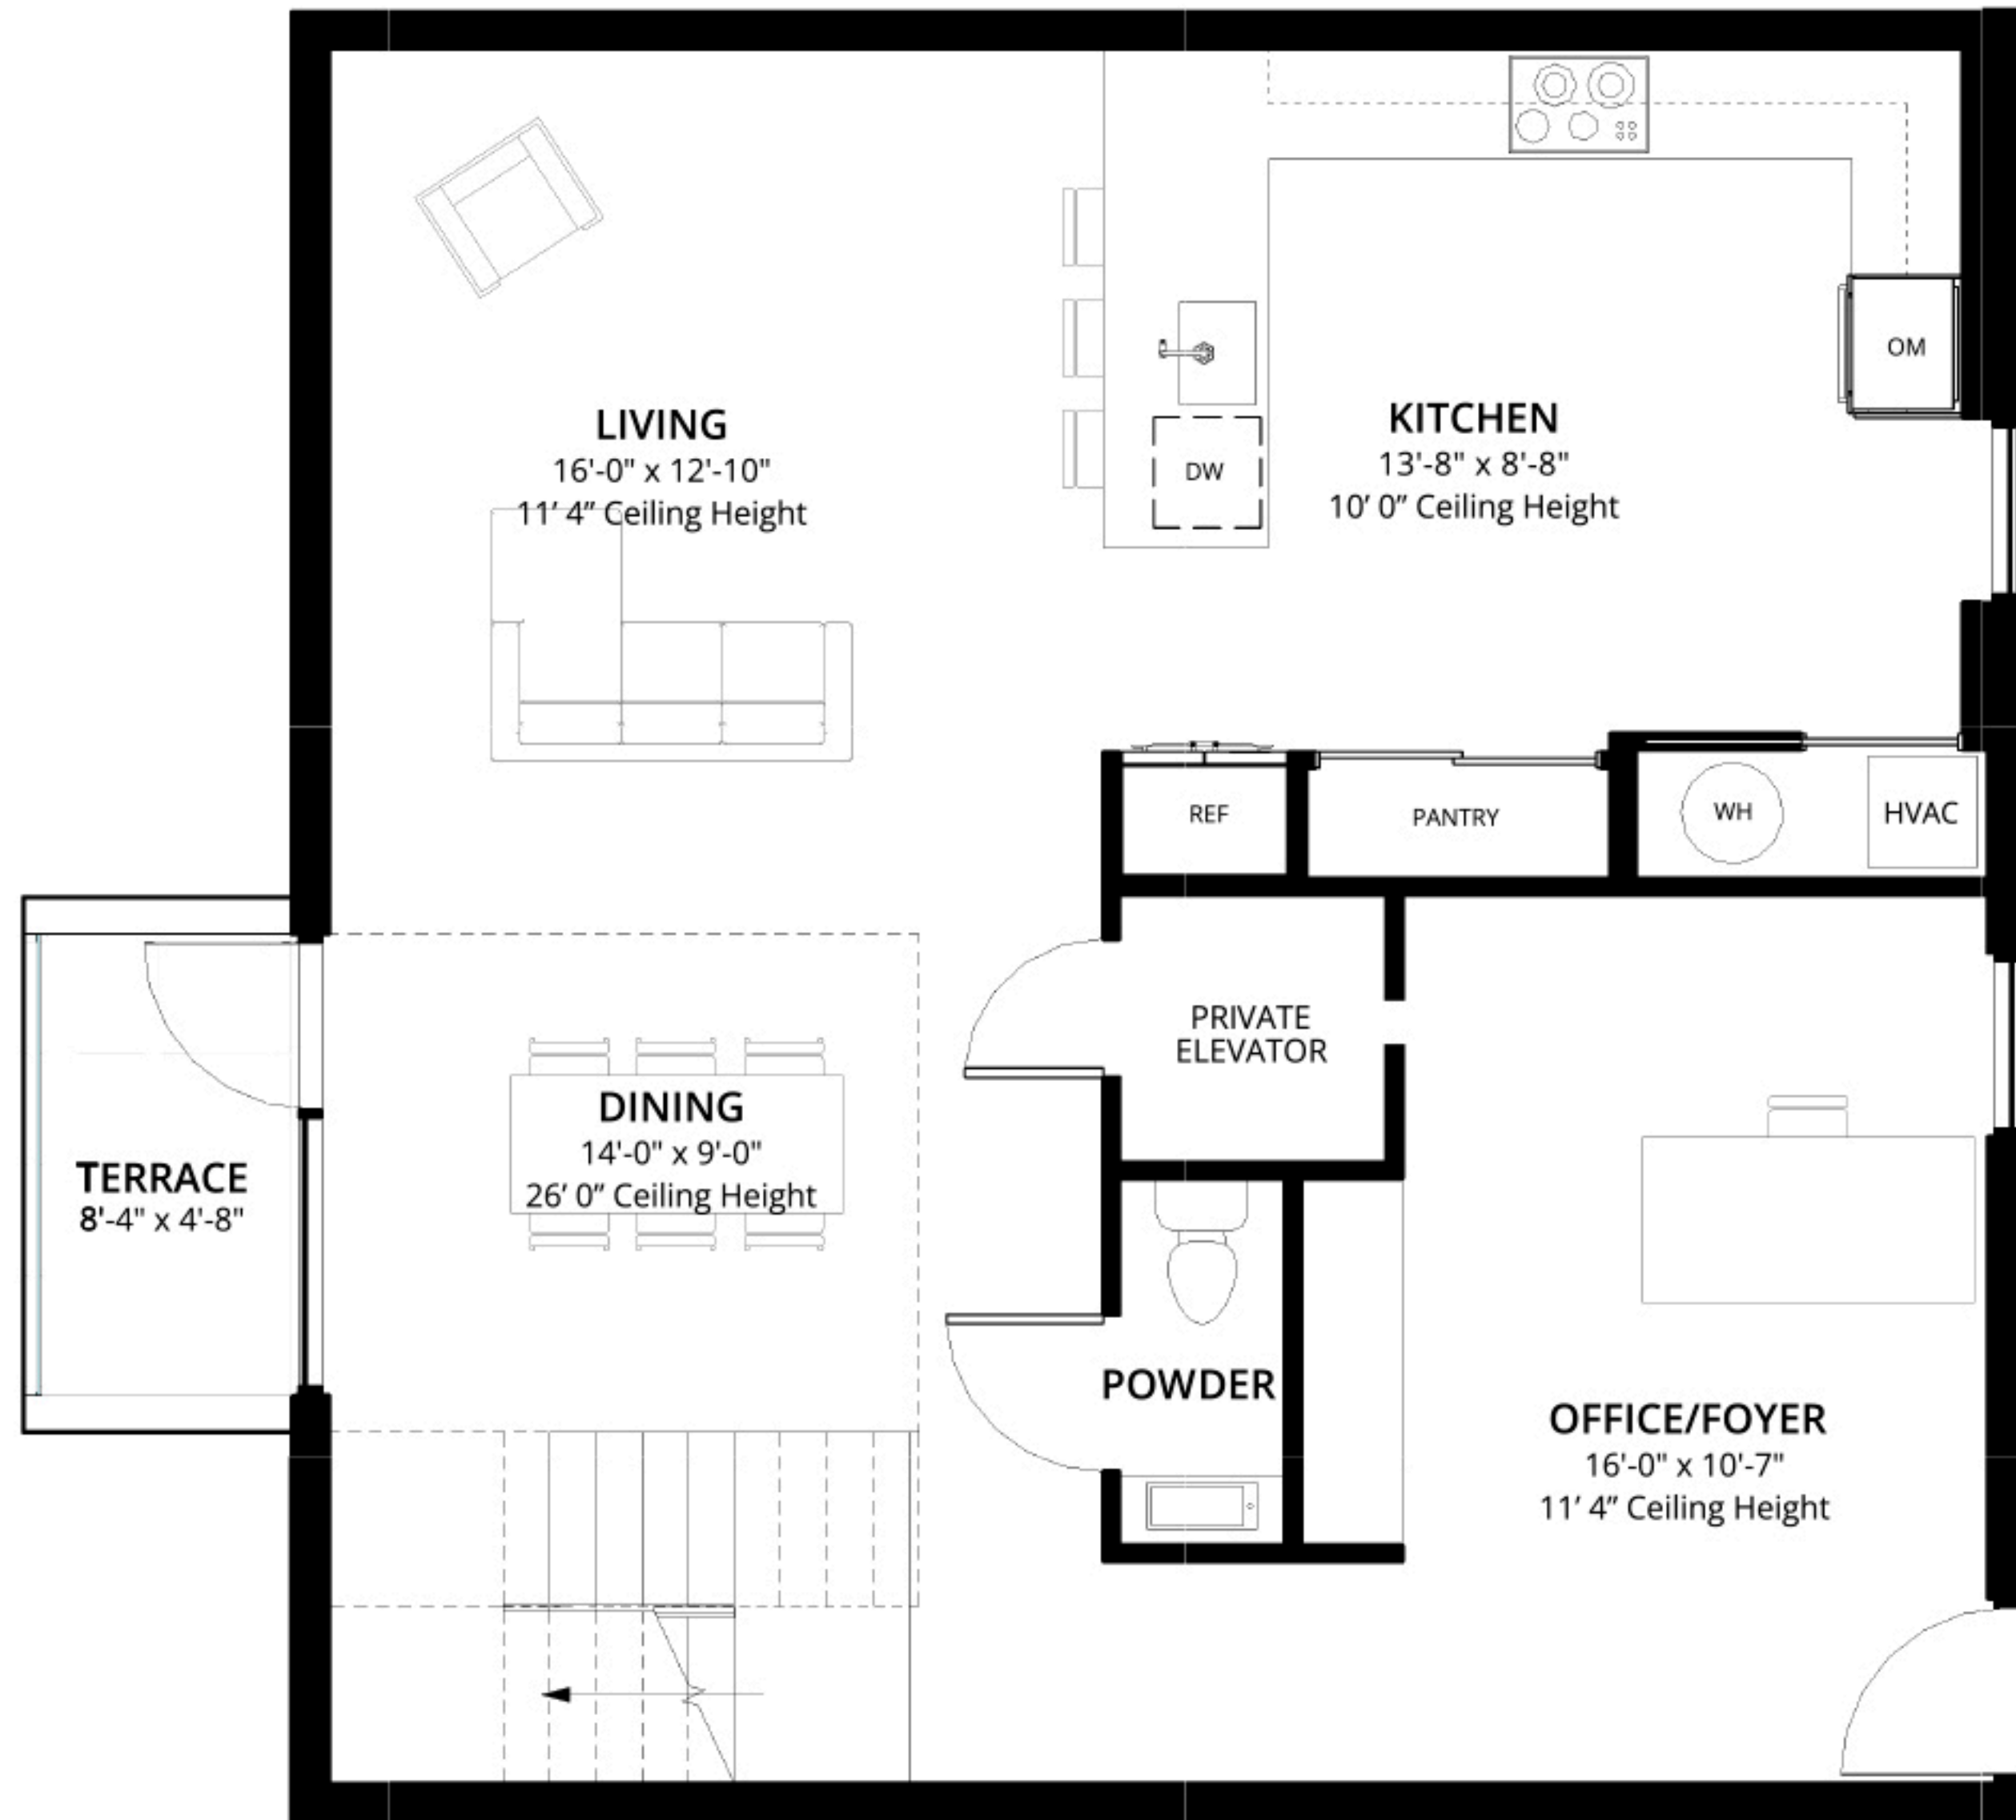 LIVING
16'-0" x 12'-10"
11’ 4” Ceiling Height
KITCHEN
13'-8" x 8'-8"
10’ 0” Ceiling Height
OM
DW
REF
PANTRY
WH
HVAC
PRIVATE
ELEVATOR
DINING
14'-0" x 9'-0"
26’ 0” Ceiling Height
TERRACE
8'-4" x 4'-8"
POWDER
OFFICE/FOYER
16'-0" x 10'-7"
11’ 4” Ceiling Height